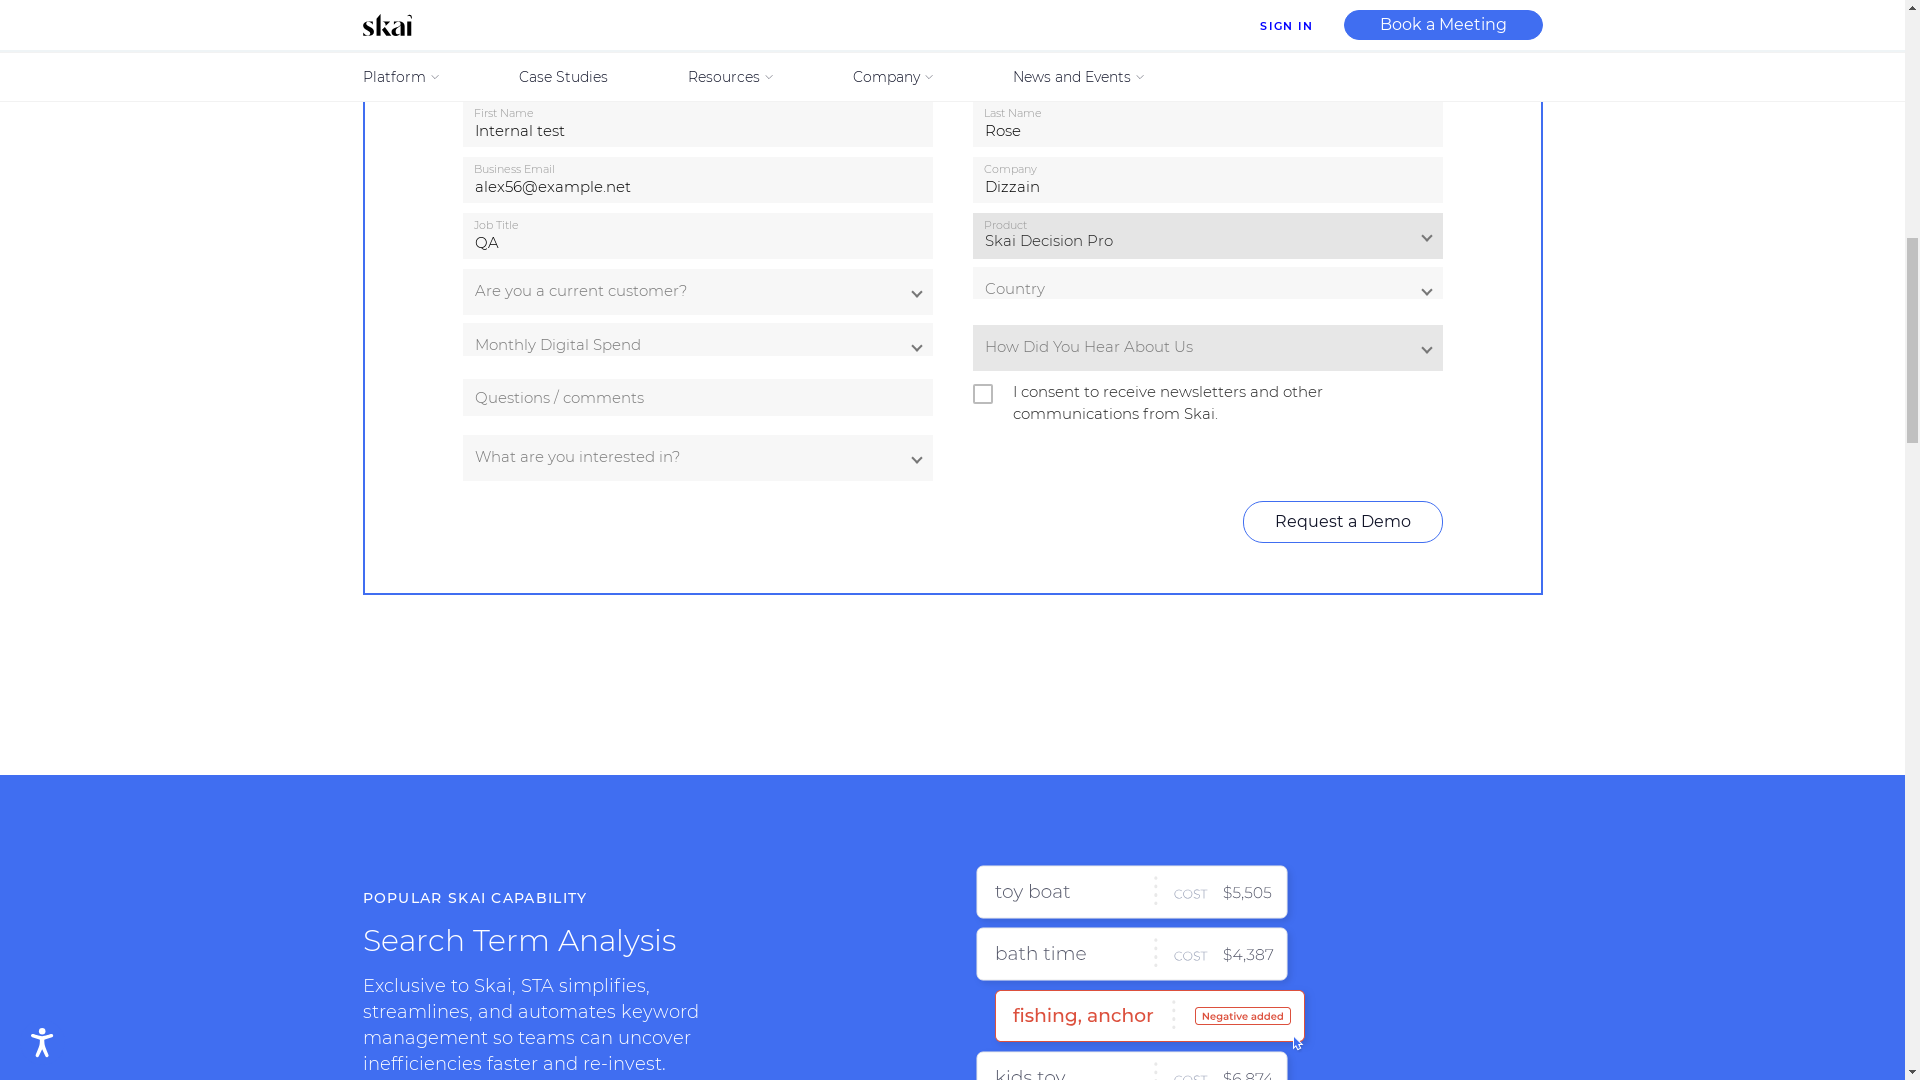 skai
SIGN IN
Book a Meeting
Platform
Case Studies
Resources
Company
News and Events
First Name
Internal test
Last Name
Rose
Business Email
alex56@example.net
Company
Dizzain
Job Title
QA
Product
Skai Decision Pro
Are you a current customer?
Country
Monthly Digital Spend
How Did You Hear About Us
Questions / comments
I consent to receive newsletters and other
communications from Skai.
What are you interested in?
Request a Demo
POPULAR SKAI CAPABILITY
Search Term Analysis
Exclusive to Skai, STA simplifies,
streamlines, and automates keyword
management so teams can uncover
inefficiencies faster and re-invest.
toy boat COST $5,505
bath time COST $4,387
fishing, anchor Negative added
kids toy COST $6,874